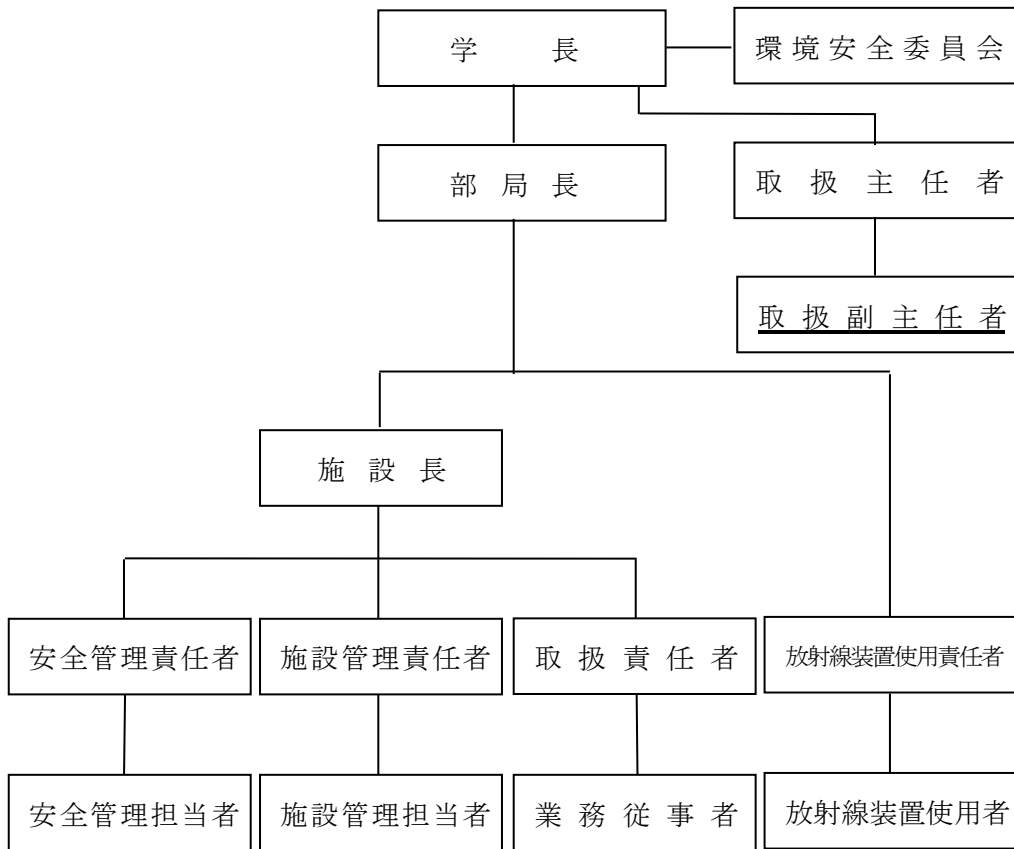 学長
環境安全委員会
部局長
取扱主任者
取扱副主任者
施設長
安全管理責任者
施設管理責任者
取扱責任者
放射線装置使用責任者
安全管理担当者
施設管理担当者
業務従事者
放射線装置使用者